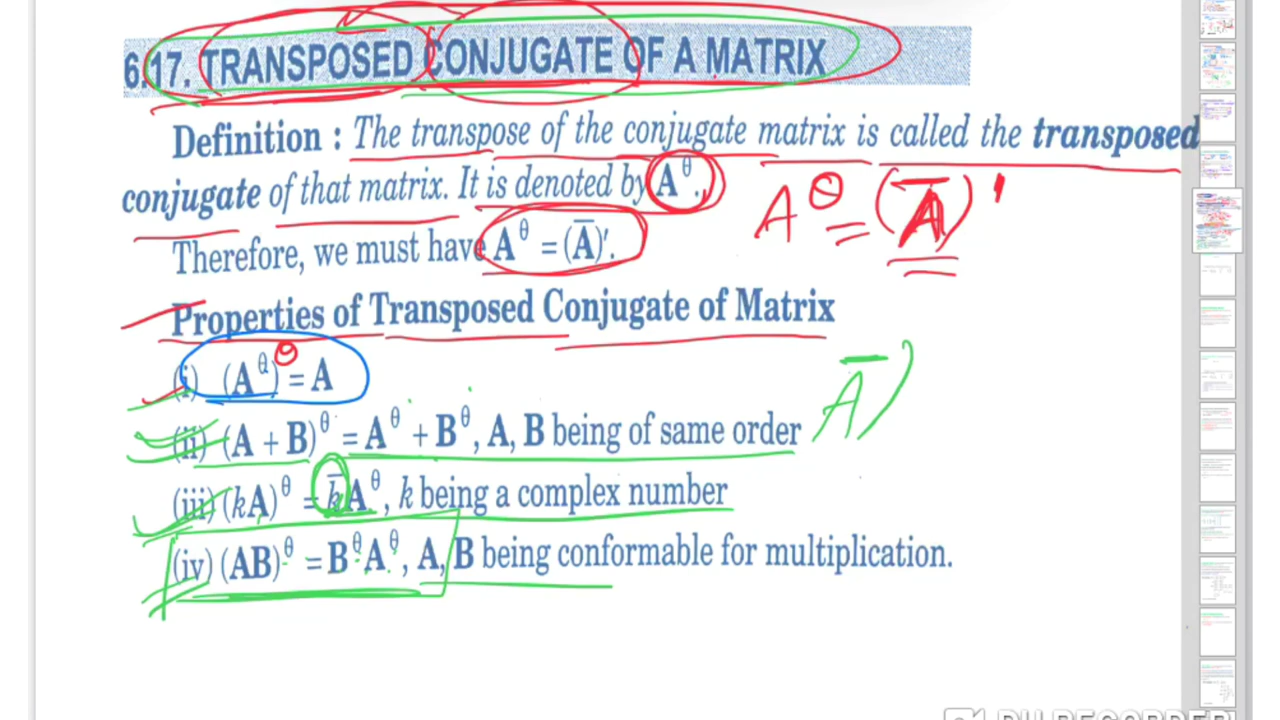 6.17. TRANSPOSED CONJUGATE OF A MATRIX
Definition : The transpose of the conjugate matrix is called the transposed
conjugate of that matrix. It is denoted by A^θ.
A^θ = (Ā)'
Therefore, we must have A^θ = (Ā)'.
Properties of Transposed Conjugate of Matrix
(i) (A^θ)^θ = A
Ā)
(ii) (A + B)^θ = A^θ + B^θ, A, B being of same order
(iii) (kA)^θ = k̄A^θ, k being a complex number
(iv) (AB)^θ = B^θA^θ, A, B being conformable for multiplication.
DU RECORDER